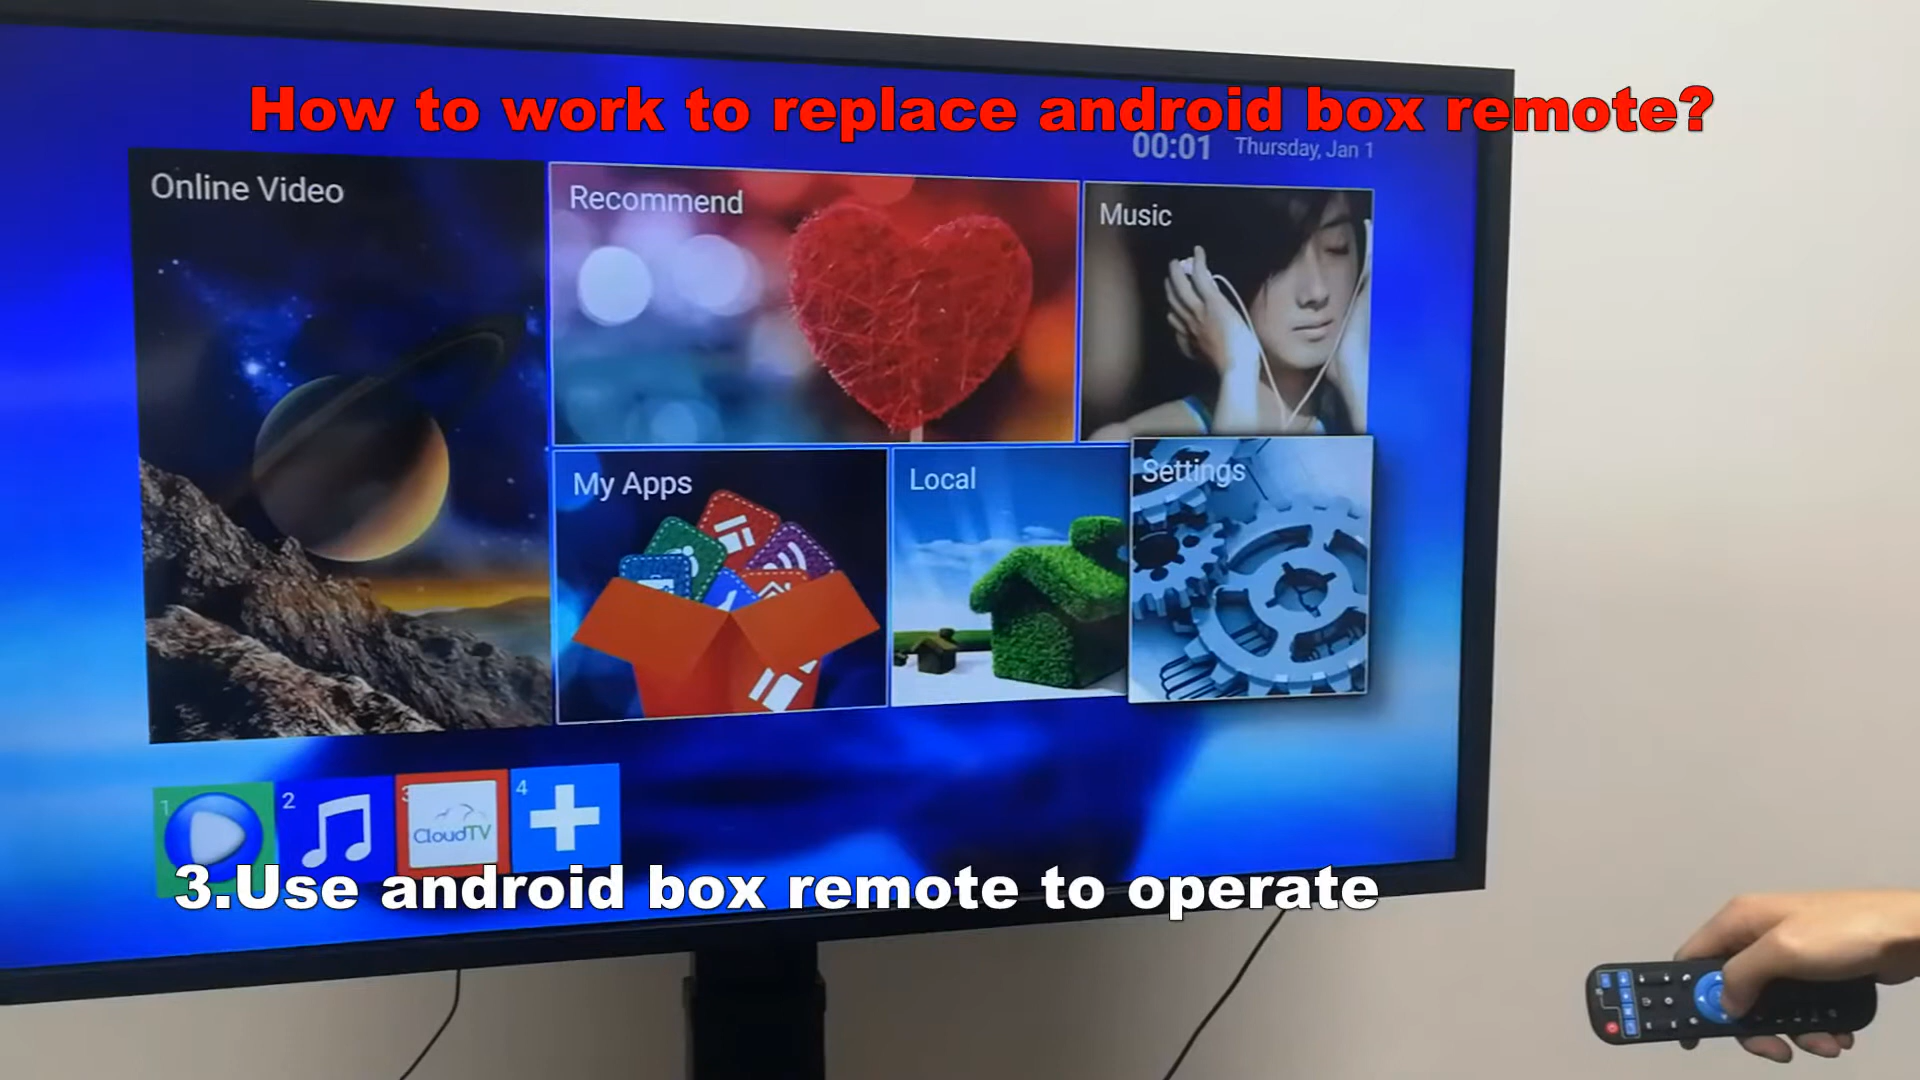 How to work to replace android box remote?
00:01 Thursday, Jan 1
Online Video
Recommend
Music
My Apps
Local
Settings
1
2
3
4
CloudTV
3.Use android box remote to operate